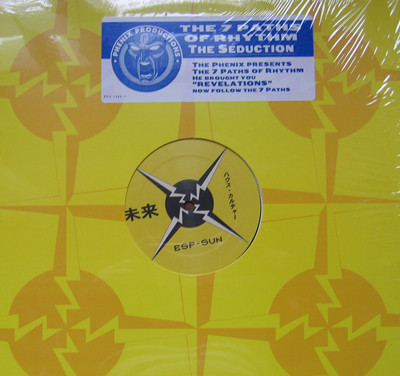 THE 7 PATHS
OF RHYTHM
THE SEDUCTION
PHENIX PRODUCTIONS
THE PHENIX PRESENTS
THE 7 PATHS OF RHYTHM
HE BROUGHT YOU
"REVELATIONS"
NOW FOLLOW THE 7 PATHS
ハウス・カルチャー
未来
ESP-SUN